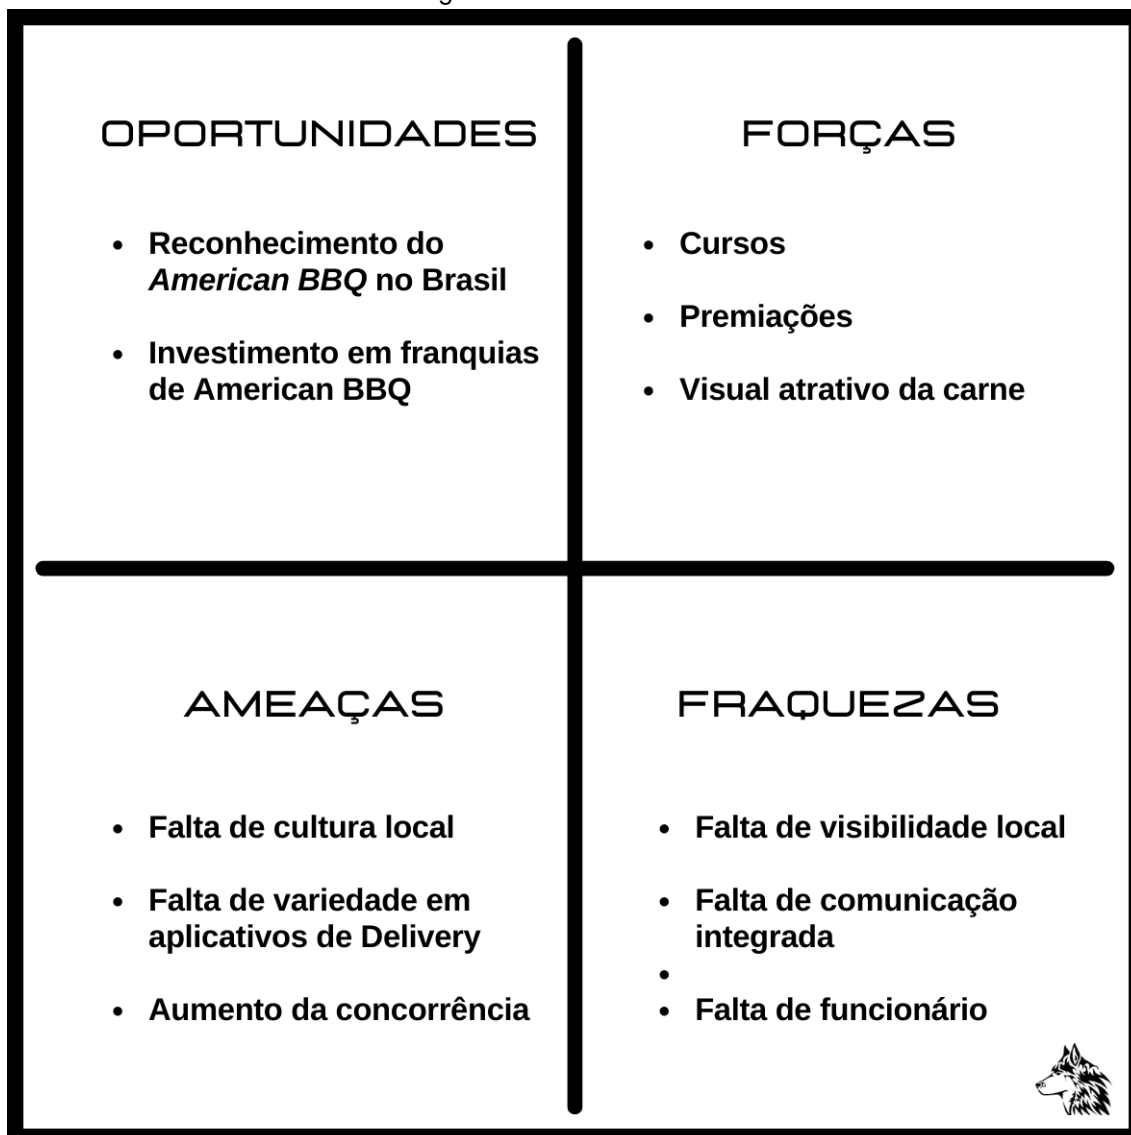 OPORTUNIDADES
• Reconhecimento do
American BBQ no Brasil
• Investimento em franquias
de American BBQ
FORÇAS
• Cursos
• Premiações
• Visual atrativo da carne
AMEAÇAS
• Falta de cultura local
• Falta de variedade em
aplicativos de Delivery
• Aumento da concorrência
FRAQUEZAS
• Falta de visibilidade local
• Falta de comunicação
integrada
•
• Falta de funcionário